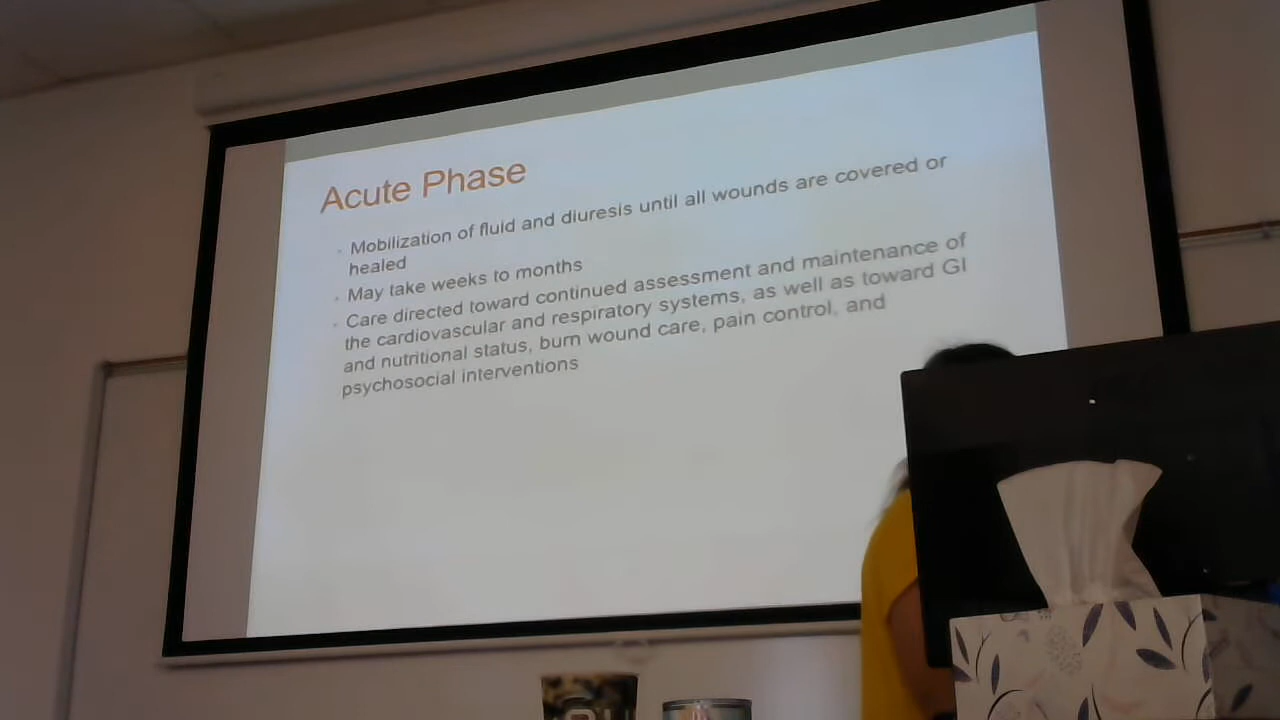 Acute Phase
Mobilization of fluid and diuresis until all wounds are covered or
healed
May take weeks to months
Care directed toward continued assessment and maintenance of
the cardiovascular and respiratory systems, as well as toward GI
and nutritional status, burn wound care, pain control, and
psychosocial interventions